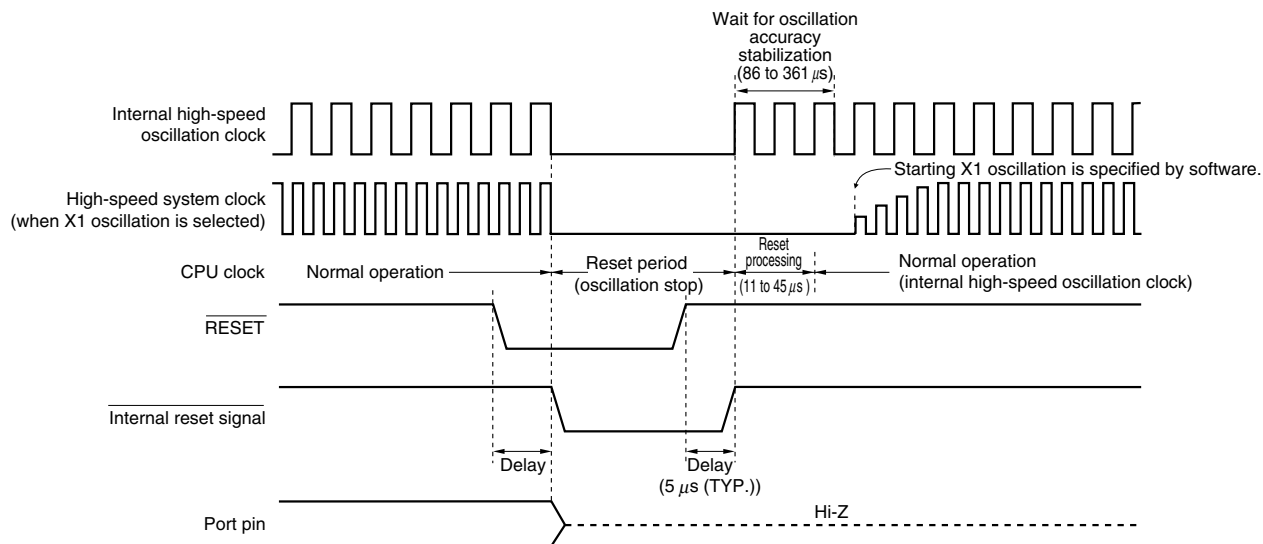 Wait for oscillation
accuracy
stabilization
(86 to 361 μs)
Internal high-speed
oscillation clock
Starting X1 oscillation is specified by software.
High-speed system clock
(when X1 oscillation is selected)
CPU clock
Normal operation
Reset period
(oscillation stop)
Reset
processing
(11 to 45 μs )
Normal operation
(internal high-speed oscillation clock)
RESET
Internal reset signal
Delay
Delay
(5 μs (TYP.))
Port pin
Hi-Z